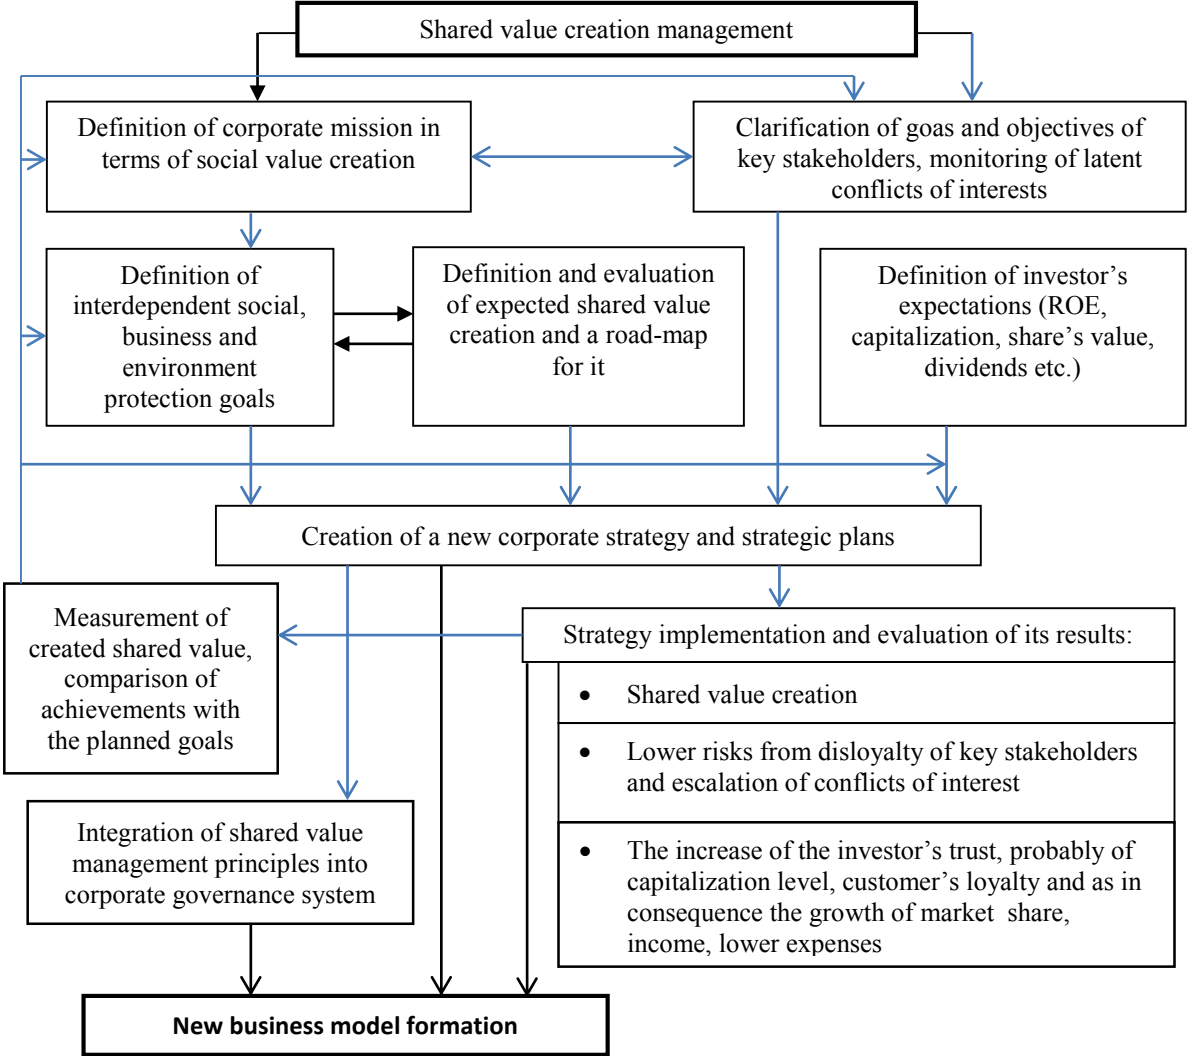 Shared value creation management
Definition of corporate mission in
terms of social value creation
Clarification of goas and objectives of
key stakeholders, monitoring of latent
conflicts of interests
Definition of
interdependent social,
business and
environment
protection goals
Definition and evaluation
of expected shared value
creation and a road-map
for it
Definition of investor’s
expectations (ROE,
capitalization, share’s value,
dividends etc.)
Creation of a new corporate strategy and strategic plans
Measurement of
created shared value,
comparison of
achievements with
the planned goals
Strategy implementation and evaluation of its results:
• Shared value creation
• Lower risks from disloyalty of key stakeholders
and escalation of conflicts of interest
• The increase of the investor’s trust, probably of
capitalization level, customer’s loyalty and as in
consequence the growth of market share,
income, lower expenses
Integration of shared value
management principles into
corporate governance system
New business model formation